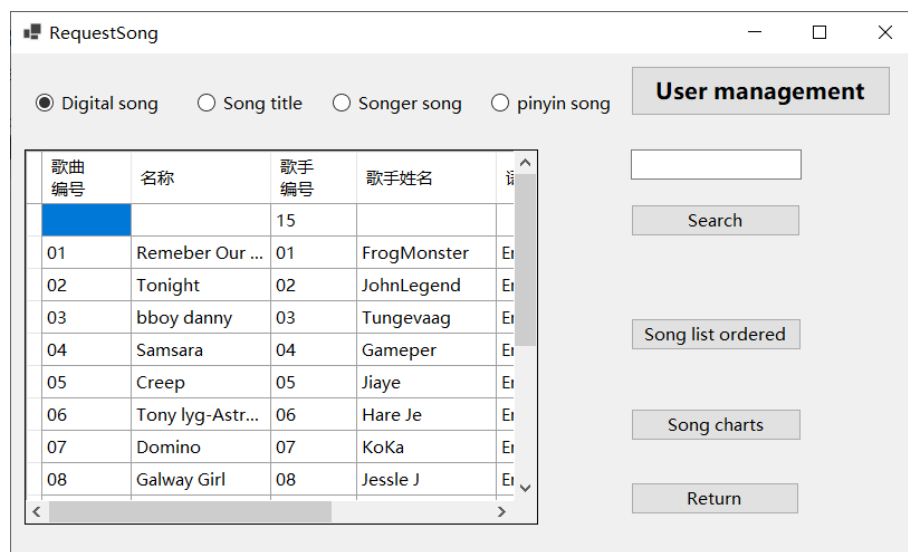 RequestSong
Digital song Song title Songer song pinyin song User management
歌曲编号 名称 歌手编号 歌手姓名
15
01 Remeber Our ... 01 FrogMonster
02 Tonight 02 JohnLegend
03 bboy danny 03 Tungevaag
04 Samsara 04 Gameper
05 Creep 05 Jiaye
06 Tony lyg-Astr... 06 Hare Je
07 Domino 07 KoKa
08 Galway Girl 08 Jessle J
Search
Song list ordered
Song charts
Return